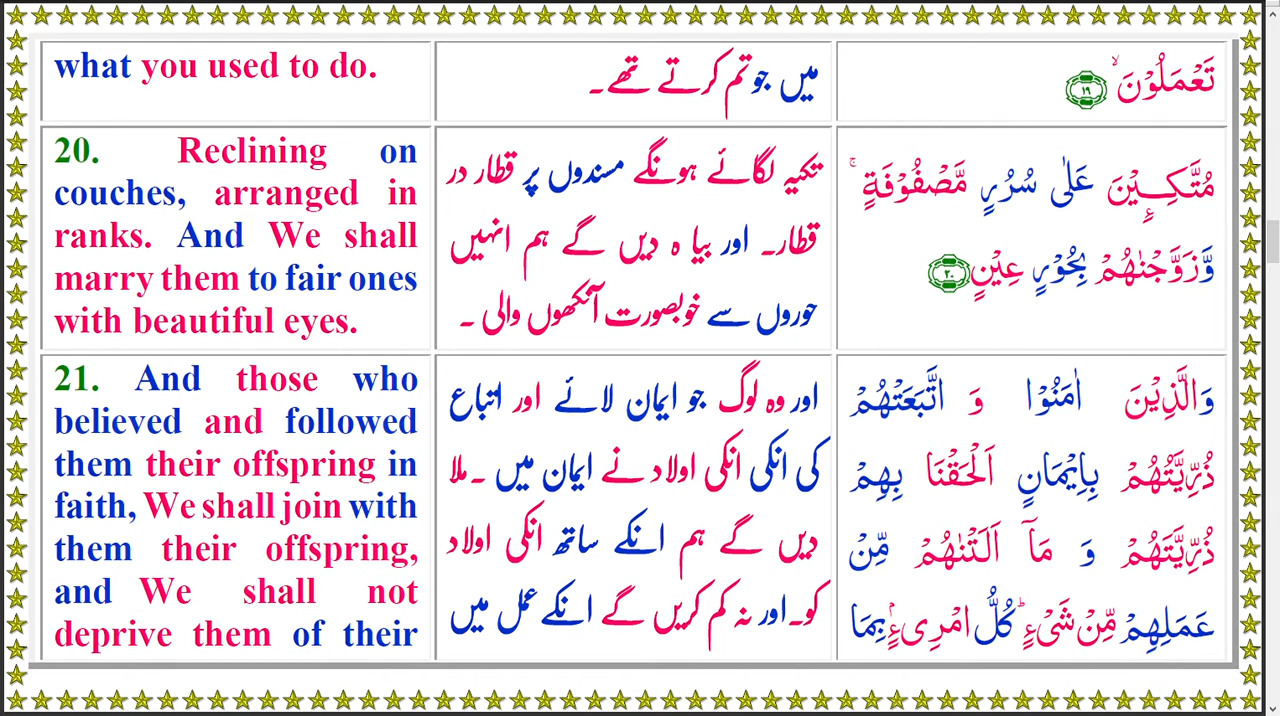 what you used to do.
میں جو تم کرتے تھے۔
تَعْمَلُوْنَ ۙ ﴿۱۹﴾
20. Reclining on
couches, arranged in
ranks. And We shall
marry them to fair ones
with beautiful eyes.
تکیہ لگائے ہونگے مسندوں پر قطار در
قطار۔ اور بیا ہ دیں گے ہم انہیں
حوروں سے خوبصورت آنکھوں والی ۔
مُتَّكِـِٕيْنَ عَلٰى سُرُرٍ مَّصْفُوْفَةٍ ۚ
وَّزَوَّجْنٰهُمْ بِحُوْرٍ عِيْنٍ ﴿۲۰﴾
21. And those who
believed and followed
them their offspring in
faith, We shall join with
them their offspring,
and We shall not
deprive them of their
اور وہ لوگ جو ایمان لائے اور اتباع
کی انکی انکی اولاد نے ایمان میں ۔ ملا
دیں گے ہم انکے ساتھ انکی اولاد
کو۔ اور نہ کم کریں گے انکے عمل میں
وَالَّذِيْنَ اٰمَنُوْا وَ اتَّبَعَتْهُمْ
ذُرِّيَّتُهُمْ بِاِيْمَانٍ اَلْحَقْنَا بِهِمْ
ذُرِّيَّتَهُمْ وَ مَآ اَلَتْنٰهُمْ مِّنْ
عَمَلِهِمْ مِّنْ شَيْءٍ ؕ كُلُّ امْرِیءٍۢ بِمَا